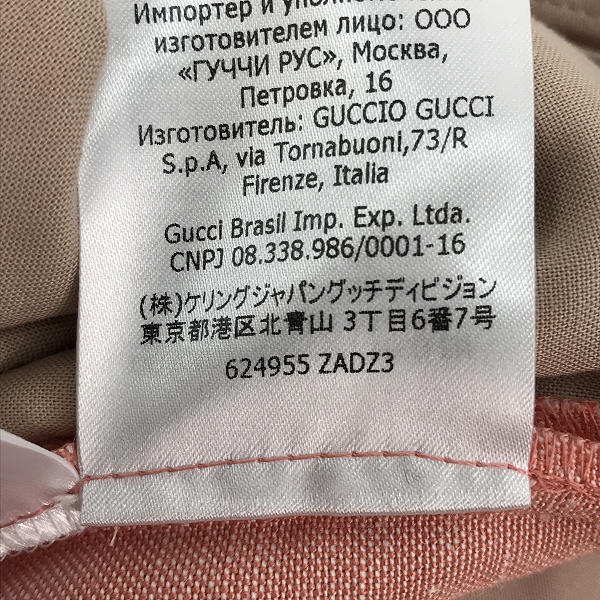 Импортер и
изготовителем лицо: ООО
«ГУЧЧИ РУС», Москва,
Петровка, 16
Изготовитель: GUCCIO GUCCI
S.p.A, via Tornabuoni,73/R
Firenze, Italia
Gucci Brasil Imp. Exp. Ltda.
CNPJ 08.338.986/0001-16
(株)ケリングジャパングッチディビジョン
東京都港区北青山 3丁目6番7号
624955 ZADZ3